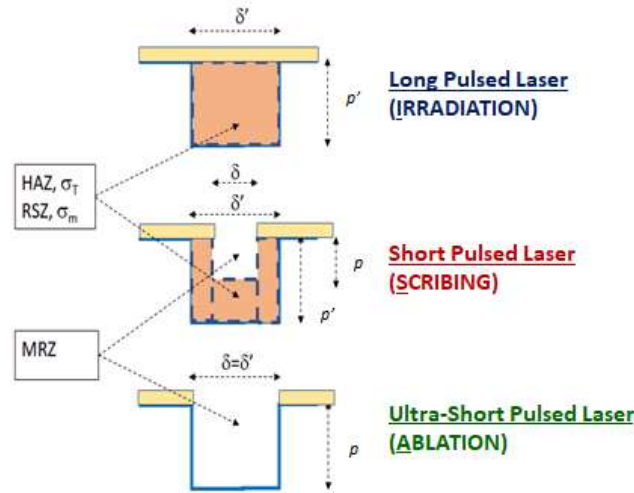 δ'
Long Pulsed Laser
(IRRADIATION)
p'
HAZ, σT
RSZ, σm
δ
δ'
Short Pulsed Laser
(SCRIBING)
p
p'
MRZ
δ=δ'
Ultra-Short Pulsed Laser
(ABLATION)
p